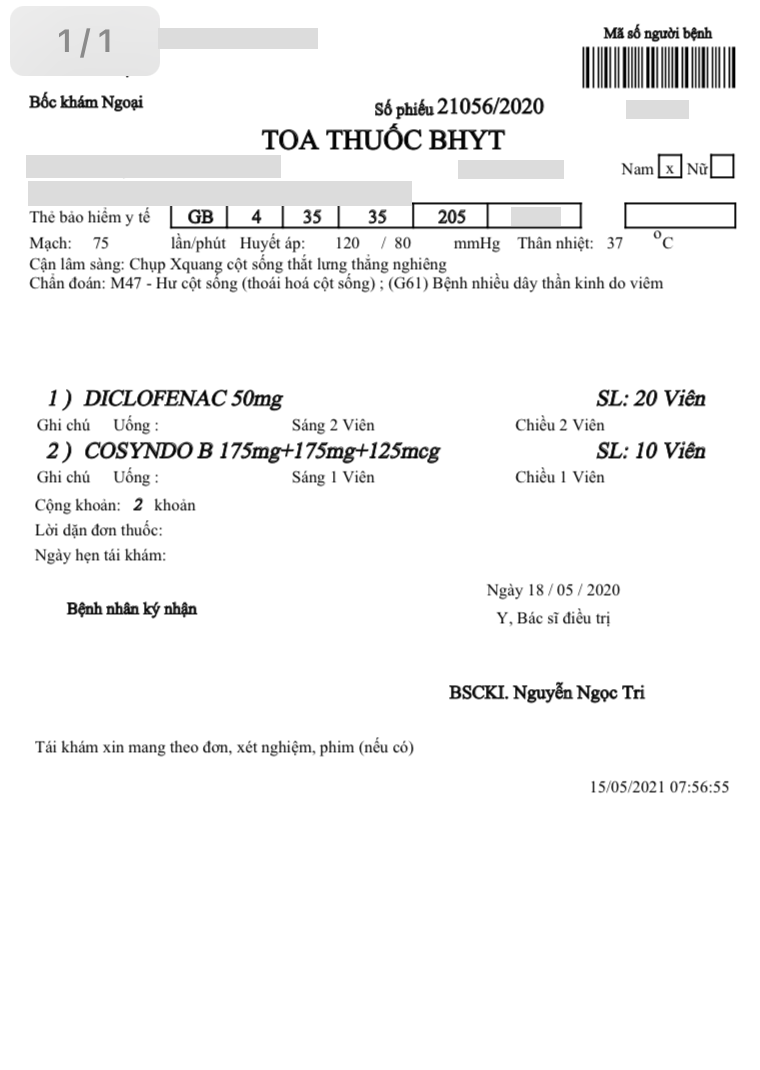 1/1
Mã số người bệnh
Bốc khám Ngoại
Số phiếu 21056/2020
TOA THUỐC BHYT
Nam x Nữ
Thẻ bảo hiểm y tế GB 4 35 35 205
Mạch: 75 lần/phút Huyết áp: 120 / 80 mmHg Thân nhiệt: 37 °C
Cận lâm sàng: Chụp Xquang cột sống thắt lưng thẳng nghiêng
Chẩn đoán: M47 - Hư cột sống (thoái hoá cột sống) ; (G61) Bệnh nhiều dây thần kinh do viêm
1 ) DICLOFENAC 50mg SL: 20 Viên
Ghi chú Uống : Sáng 2 Viên Chiều 2 Viên
2 ) COSYNDO B 175mg+175mg+125mcg SL: 10 Viên
Ghi chú Uống : Sáng 1 Viên Chiều 1 Viên
Cộng khoản: 2 khoản
Lời dặn đơn thuốc:
Ngày hẹn tái khám:
Ngày 18 / 05 / 2020
Bệnh nhân ký nhận
Y, Bác sĩ điều trị
BSCKI. Nguyễn Ngọc Tri
Tái khám xin mang theo đơn, xét nghiệm, phim (nếu có)
15/05/2021 07:56:55